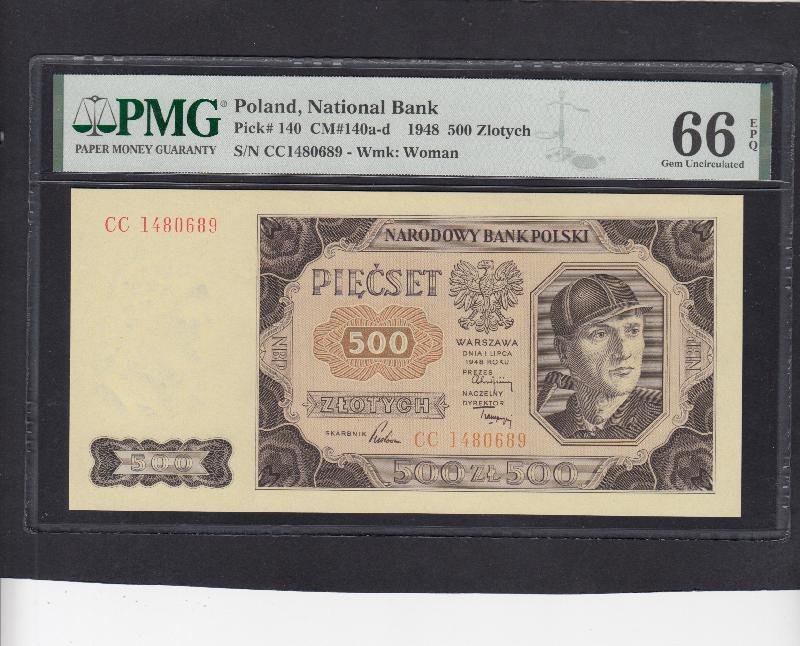 PMG®
PAPER MONEY GUARANTY
Poland, National Bank
Pick# 140 CM#140a-d 1948 500 Zlotych
S/N CC1480689 - Wmk: Woman
66 EPQ
Gem Uncirculated
CC 1480689
NARODOWY BANK POLSKI
PIĘĆSET
500
WARSZAWA
DNIA 1 LIPCA
1948 ROKU
PREZES
NACZELNY
DYREKTOR
ZŁOTYCH
SKARBNIK
CC 1480689
NBP
NBP
500
500 ZŁ 500